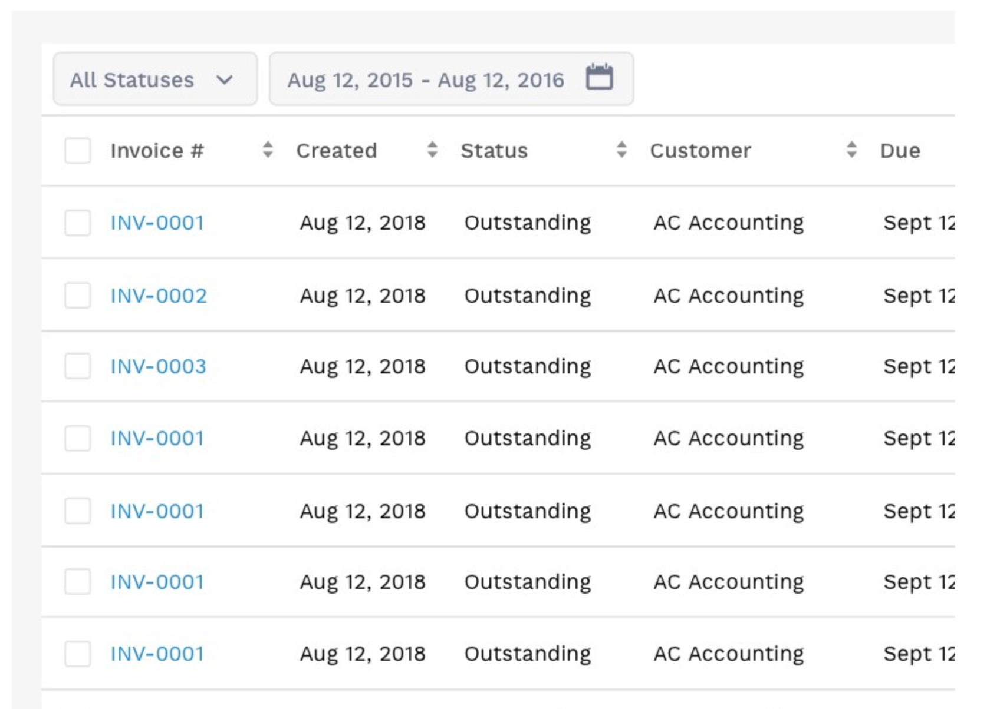 All Statuses Aug 12, 2015 - Aug 12, 2016
Invoice # Created Status Customer Due
INV-0001 Aug 12, 2018 Outstanding AC Accounting Sept 12
INV-0002 Aug 12, 2018 Outstanding AC Accounting Sept 12
INV-0003 Aug 12, 2018 Outstanding AC Accounting Sept 12
INV-0001 Aug 12, 2018 Outstanding AC Accounting Sept 12
INV-0001 Aug 12, 2018 Outstanding AC Accounting Sept 12
INV-0001 Aug 12, 2018 Outstanding AC Accounting Sept 12
INV-0001 Aug 12, 2018 Outstanding AC Accounting Sept 12